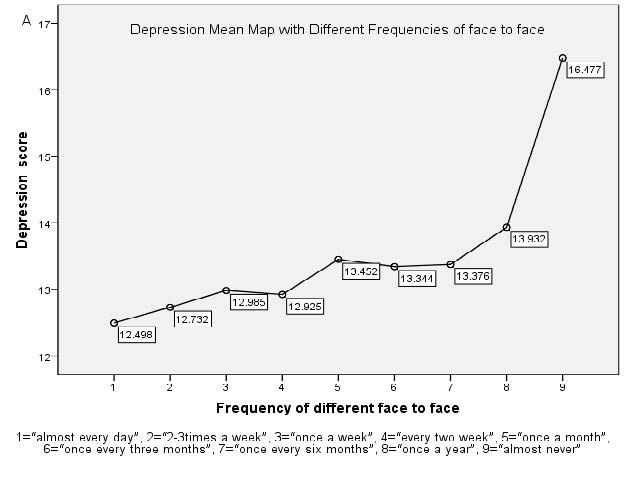 A
Depression Mean Map with Different Frequencies of face to face
17
16
15
14
13
12
Depression score
16.477
13.932
13.452
13.344
13.376
12.985
12.925
12.732
12.498
1 2 3 4 5 6 7 8 9
Frequency of different face to face
1="almost every day", 2="2-3times a week", 3="once a week", 4="every two week", 5="once a month",
6="once every three months", 7="once every six months", 8="once a year", 9="almost never"